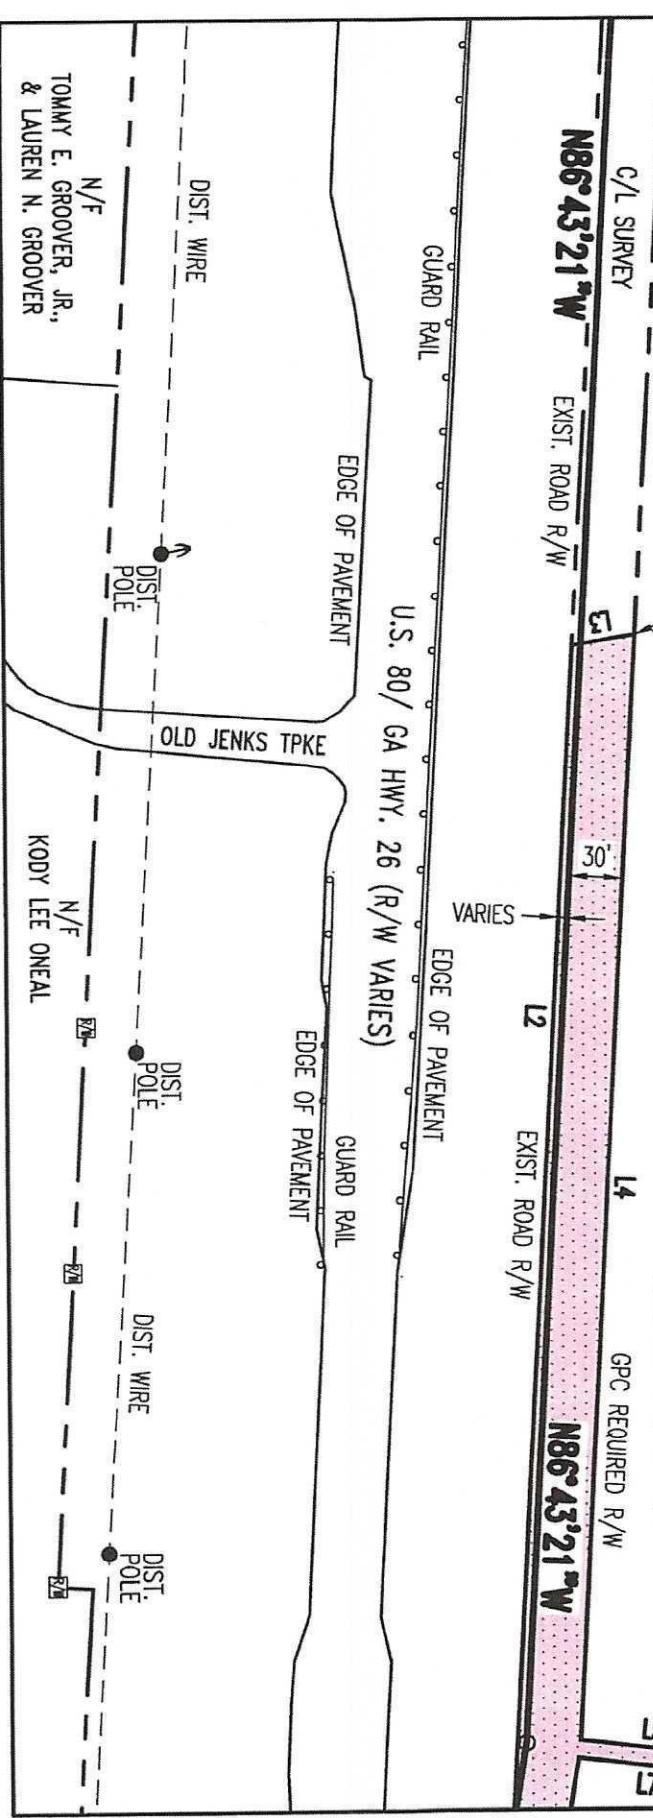 C/L SURVEY
N86°43'21"W
EXIST. ROAD R/W
L3
30'
VARIES
L2
L4
EXIST. ROAD R/W
GPC REQUIRED R/W
N86°43'21"W
L7
GUARD RAIL
U.S. 80/ GA HWY. 26 (R/W VARIES)
EDGE OF PAVEMENT
EDGE OF PAVEMENT
OLD JENKS TPKE
EDGE OF PAVEMENT
GUARD RAIL
DIST. WIRE
DIST.
POLE
DIST.
POLE
DIST. WIRE
DIST.
POLE
N/F
TOMMY E. GROOVER, JR.,
& LAUREN N. GROOVER
N/F
KODY LEE ONEAL
R/M
R/M
R/M